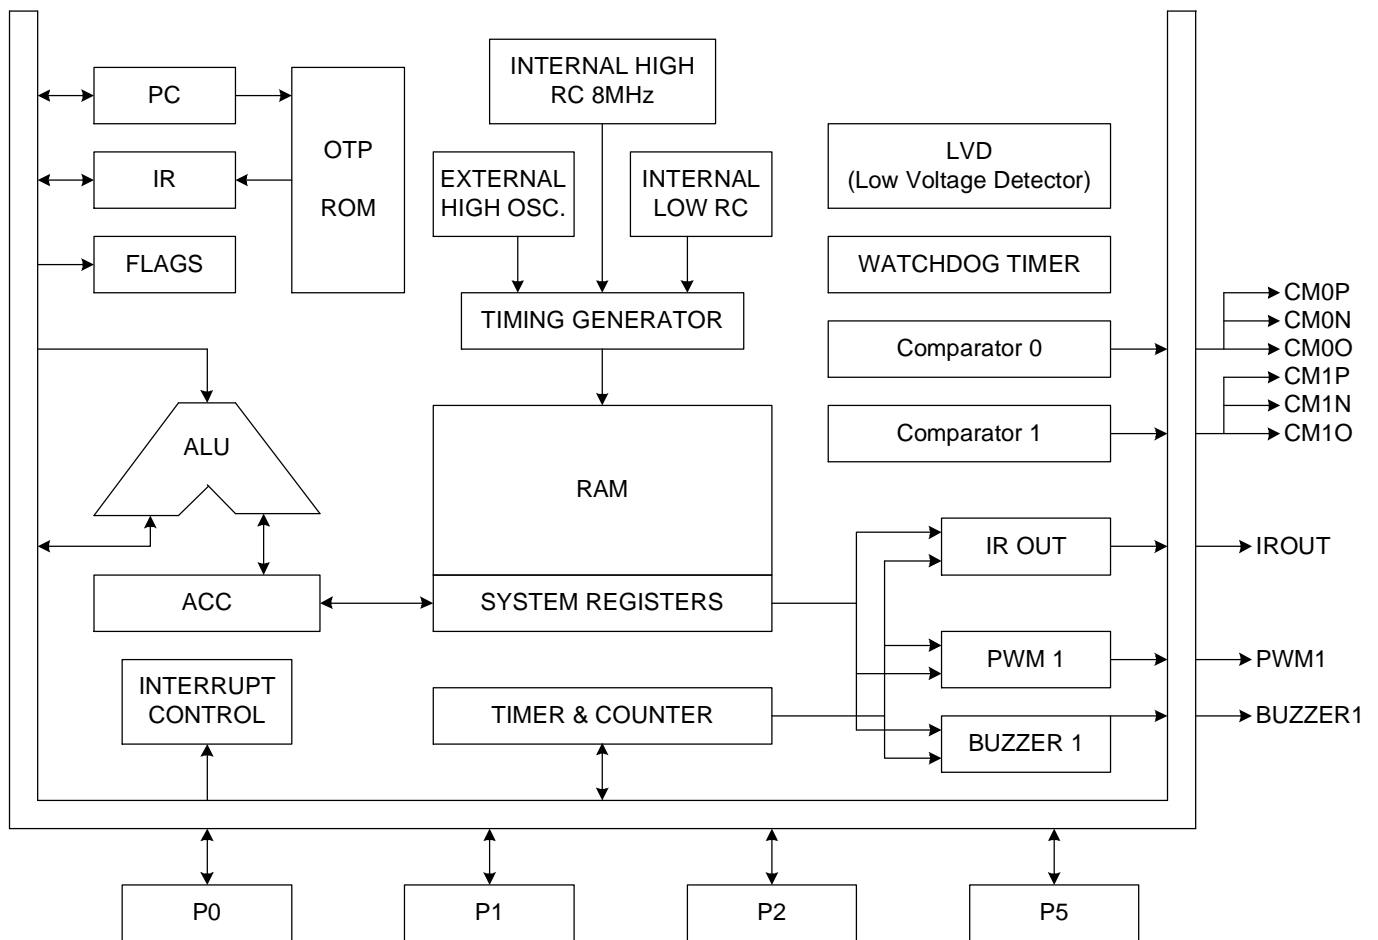 PC
IR
FLAGS
OTP
ROM
INTERNAL HIGH
RC 8MHz
EXTERNAL
HIGH OSC.
INTERNAL
LOW RC
TIMING GENERATOR
LVD
(Low Voltage Detector)
WATCHDOG TIMER
Comparator 0
Comparator 1
CM0P
CM0N
CM0O
CM1P
CM1N
CM1O
ALU
RAM
ACC
SYSTEM REGISTERS
IR OUT
IROUT
INTERRUPT
CONTROL
TIMER & COUNTER
PWM 1
PWM1
BUZZER 1
BUZZER1
P0
P1
P2
P5